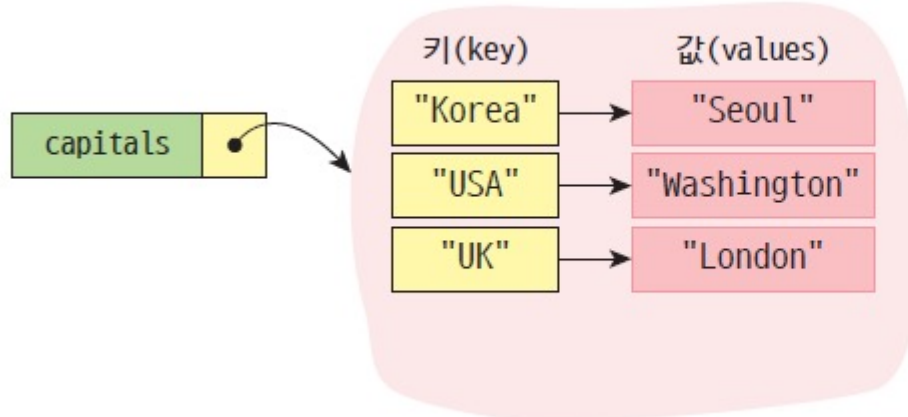 키(key) 값(values)
capitals
"Korea" "Seoul"
"USA" "Washington"
"UK" "London"